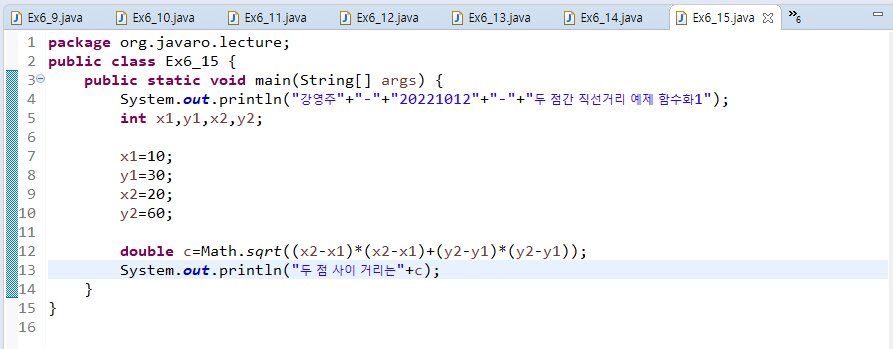 Ex6_9.java Ex6_10.java Ex6_11.java Ex6_12.java Ex6_13.java Ex6_14.java Ex6_15.java »6
1 package org.javaro.lecture;
2 public class Ex6_15 {
3 public static void main(String[] args) {
4 System.out.println("강영주"+"-"+"20221012"+"-"+"두 점간 직선거리 예제 함수화1");
5 int x1,y1,x2,y2;
6
7 x1=10;
8 y1=30;
9 x2=20;
10 y2=60;
11
12 double c=Math.sqrt((x2-x1)*(x2-x1)+(y2-y1)*(y2-y1));
13 System.out.println("두 점 사이 거리는"+c);
14 }
15 }
16